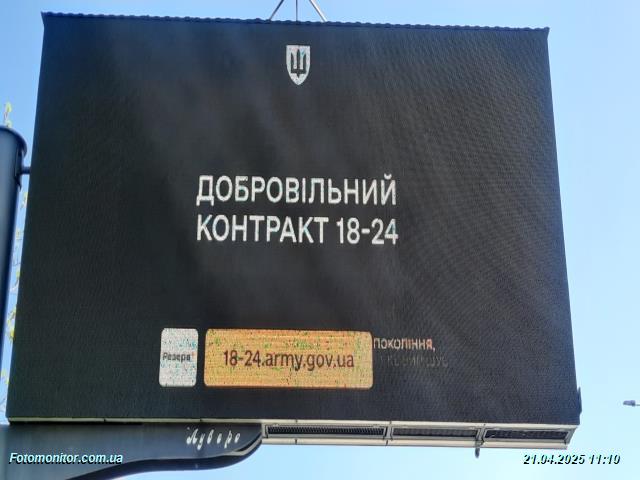 ДОБРОВІЛЬНИЙ
КОНТРАКТ 18-24
Резерв+
18-24.army.gov.ua
ПОКОЛІННЯ,
Fotomonitor.com.ua
21.04.2025 11:10